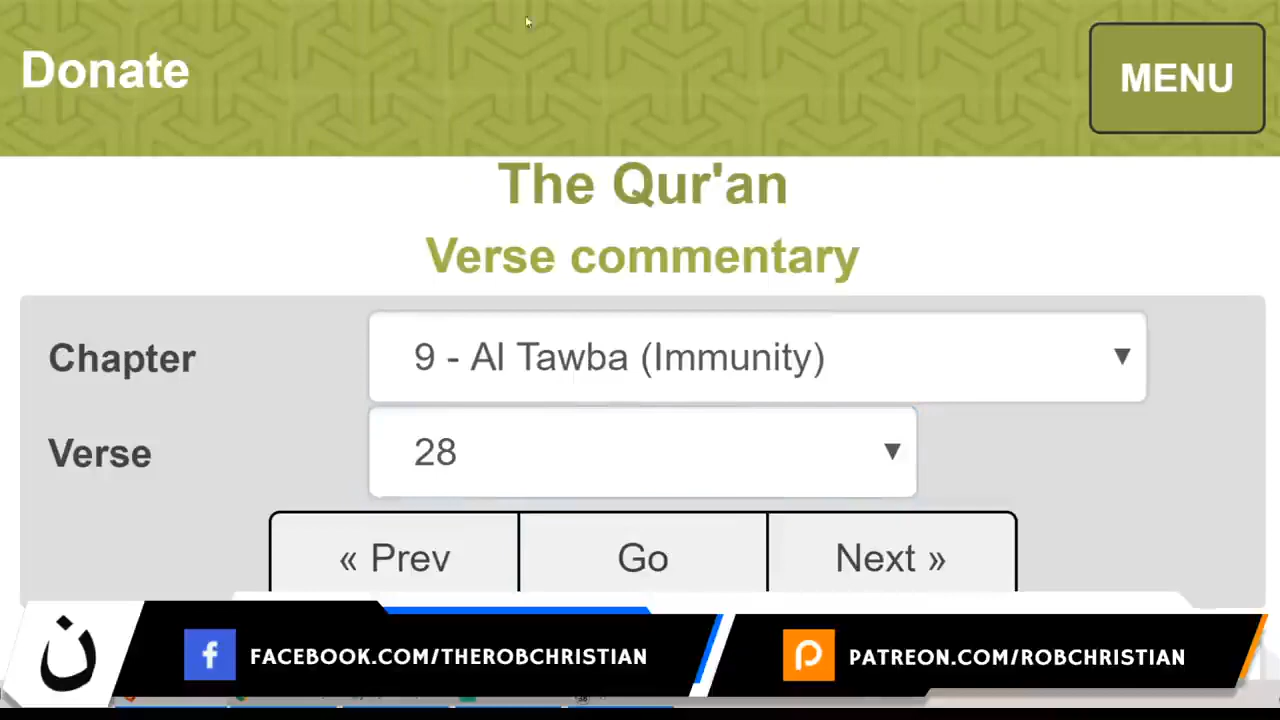 Donate
MENU
The Qur'an
Verse commentary
Chapter
9 - Al Tawba (Immunity)
▼
Verse
28
▼
« Prev
Go
Next »
ن
f
FACEBOOK.COM/THEROBCHRISTIAN
PATREON.COM/ROBCHRISTIAN